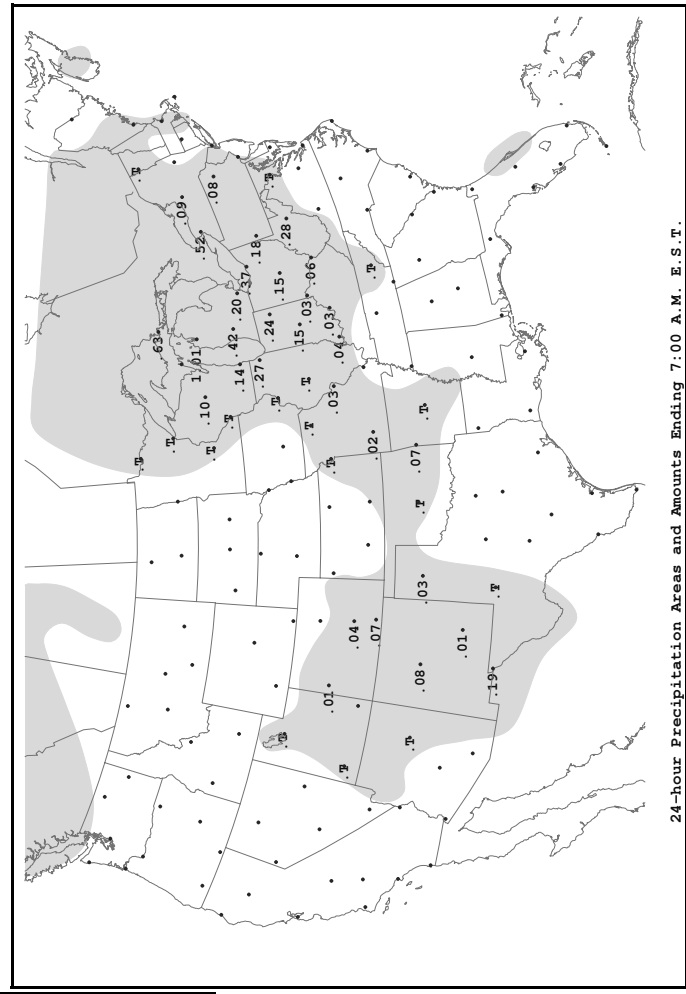 T
T
.63
T
.09
1.01
.52
.10
T
.08
T
.42
.20
.14
.37
.18
.27
T
.24
T
.15
T
.28
.15
T
.03
T
.06
.01
.03
T
.03
.04
T
.04
T
.02
.07
T
.07
.08
T
.03
T
.01
.19
T
24-hour Precipitation Areas and Amounts Ending 7:00 A.M. E.S.T.